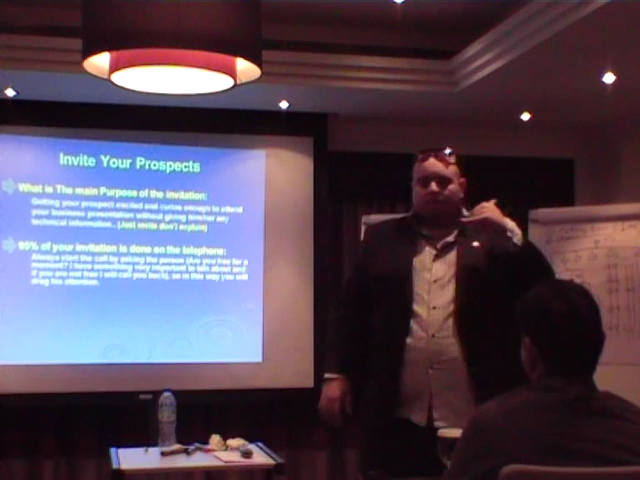 Invite Your Prospects
What is The main Purpose of the invitation:
Getting your prospect excited and curios enough to attend
your business presentation without giving him/her any
technical information.. (Just invite don't explain)
90% of your invitation is done on the telephone:
Always start the call by asking the person (Are you free for a
moment? I have something very important to talk about and
if you are not free I will call you back), so in this way you will
drag his attention.